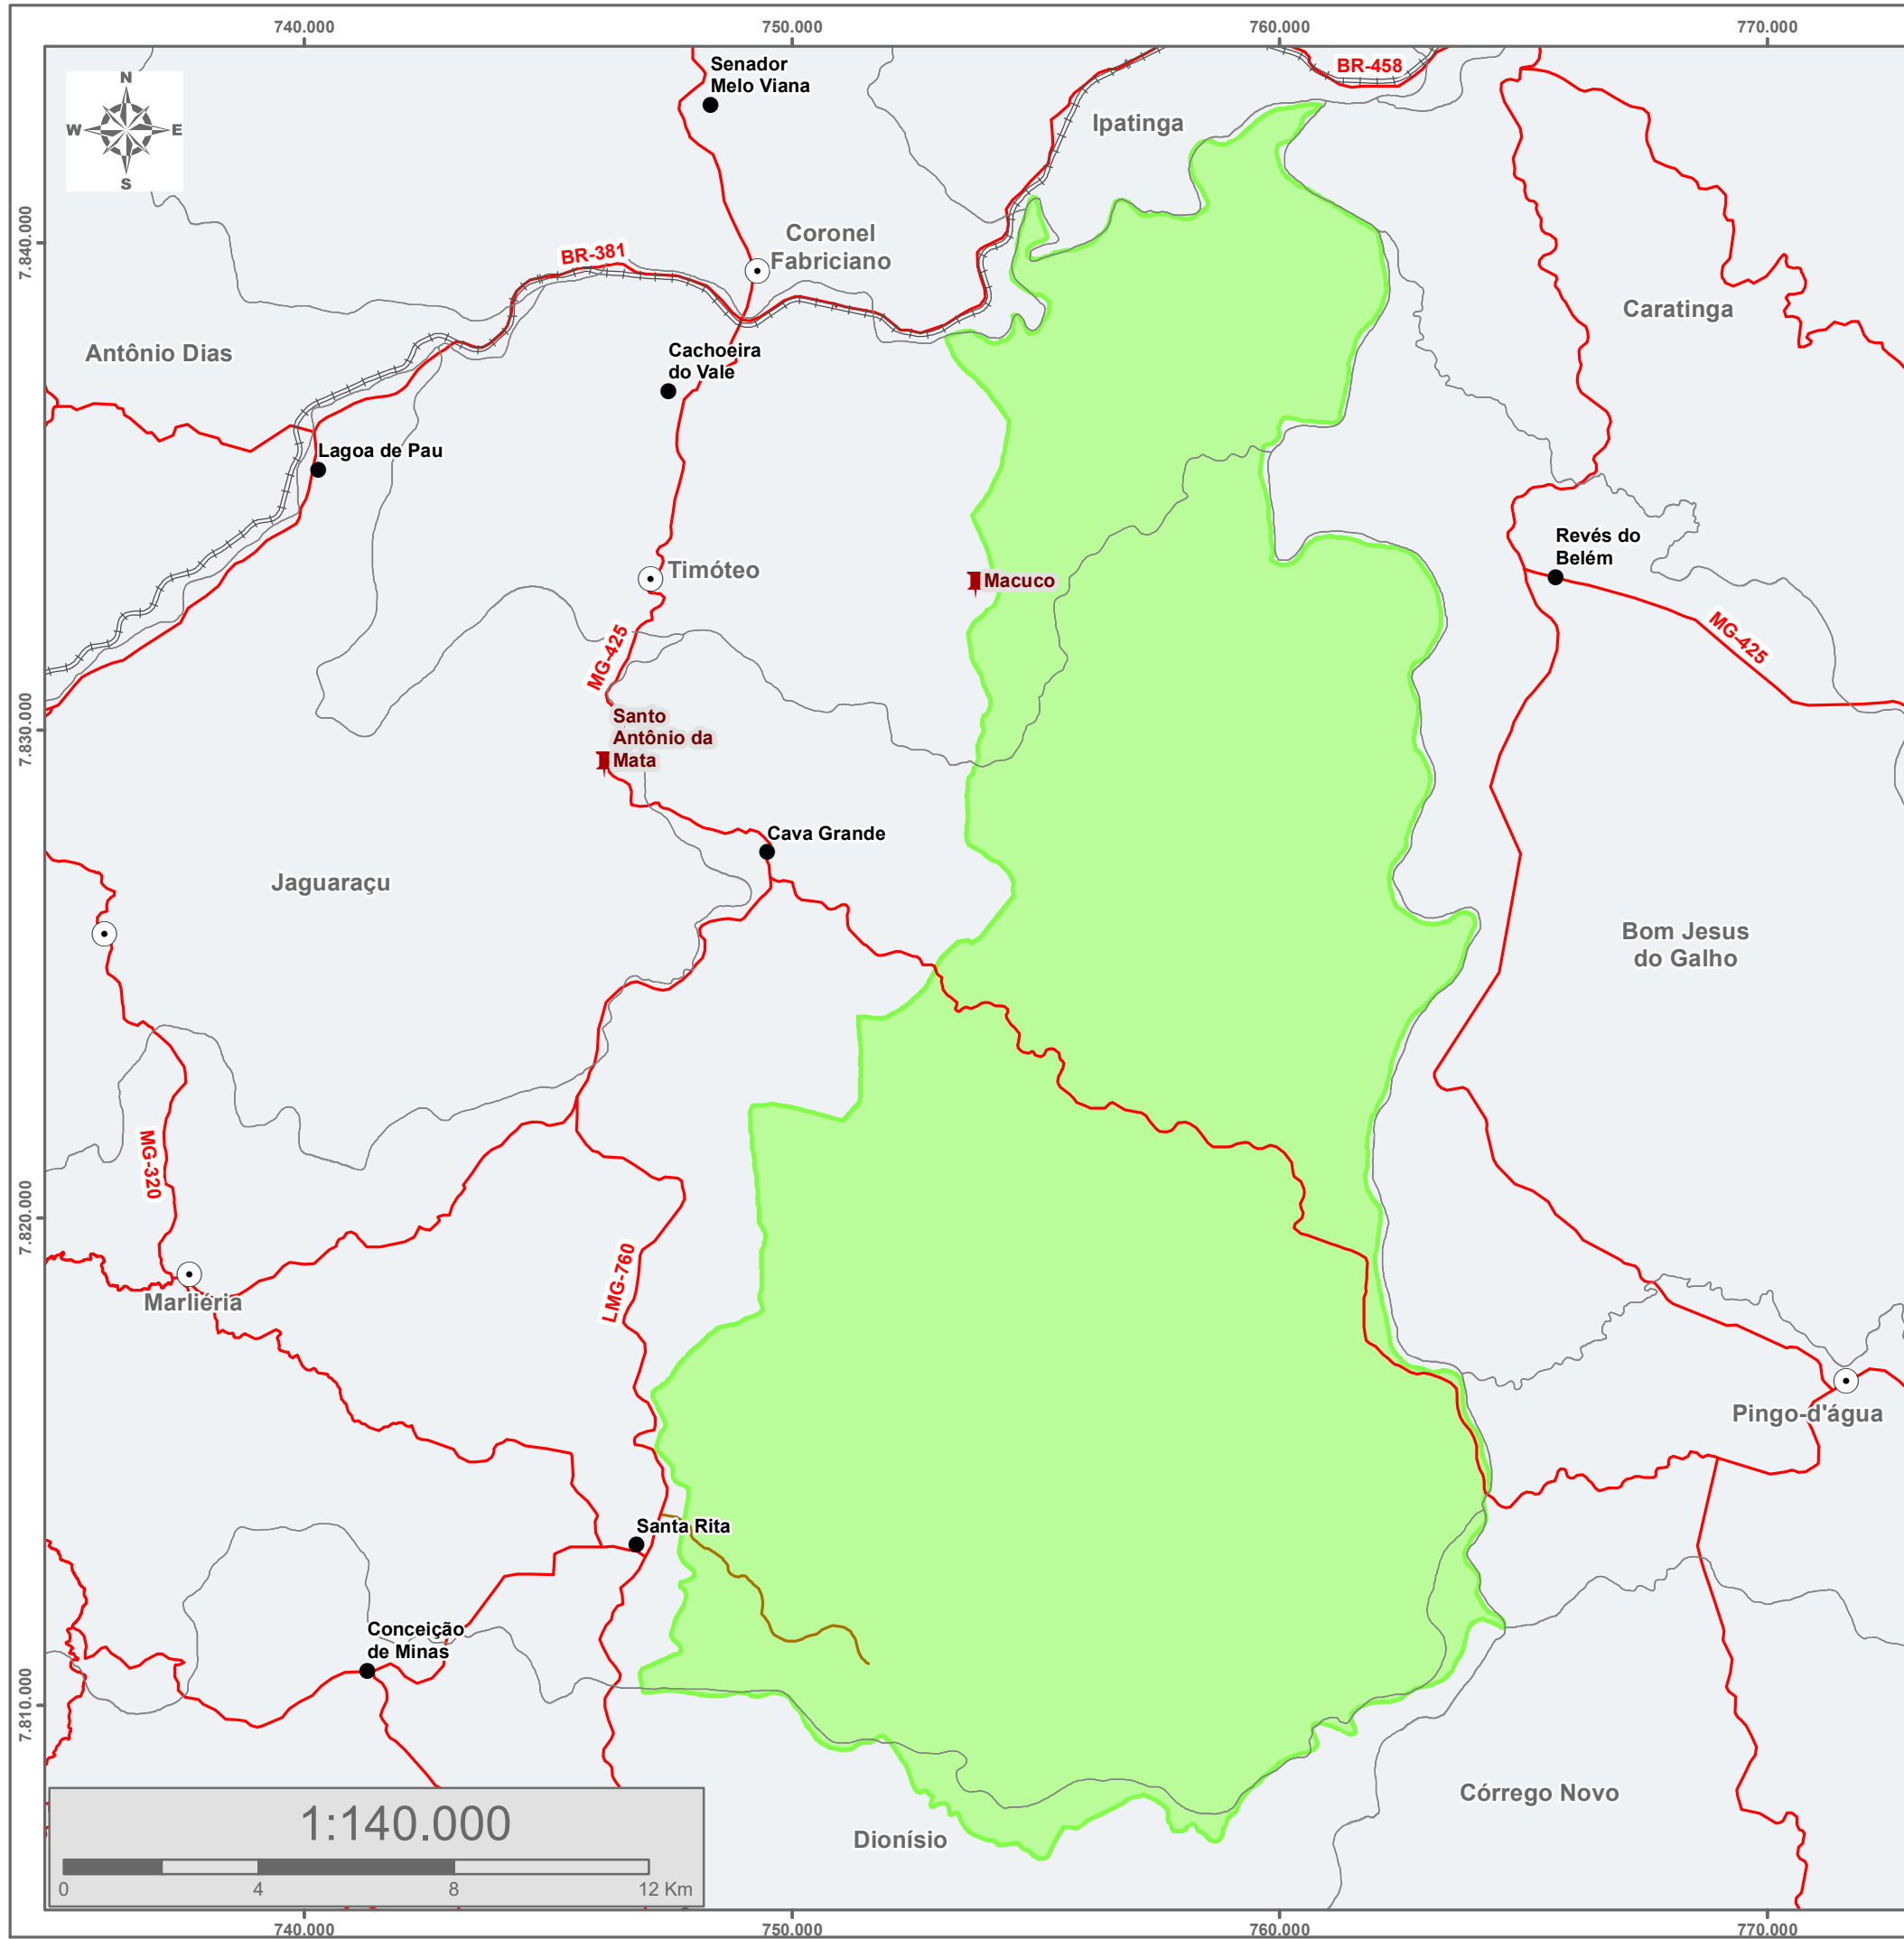 740.000
750.000
760.000
770.000
N
W
E
S
Senador
Melo Viana
BR-458
Ipatinga
7.840.000
Coronel
Fabriciano
BR-381
Caratinga
Antônio Dias
Cachoeira
do Vale
Lagoa de Pau
Revés do
Belém
Timóteo
Macuco
MG-425
MG-425
7.830.000
Santo
Antônio da
Mata
Cava Grande
Jaguaraçu
Bom Jesus
do Galho
MG-320
7.820.000
LMG-760
Marliéria
Pingo-d'água
Santa Rita
Conceição
de Minas
7.810.000
Córrego Novo
Dionísio
1:140.000
0
4
8
12 Km
740.000
750.000
760.000
770.000